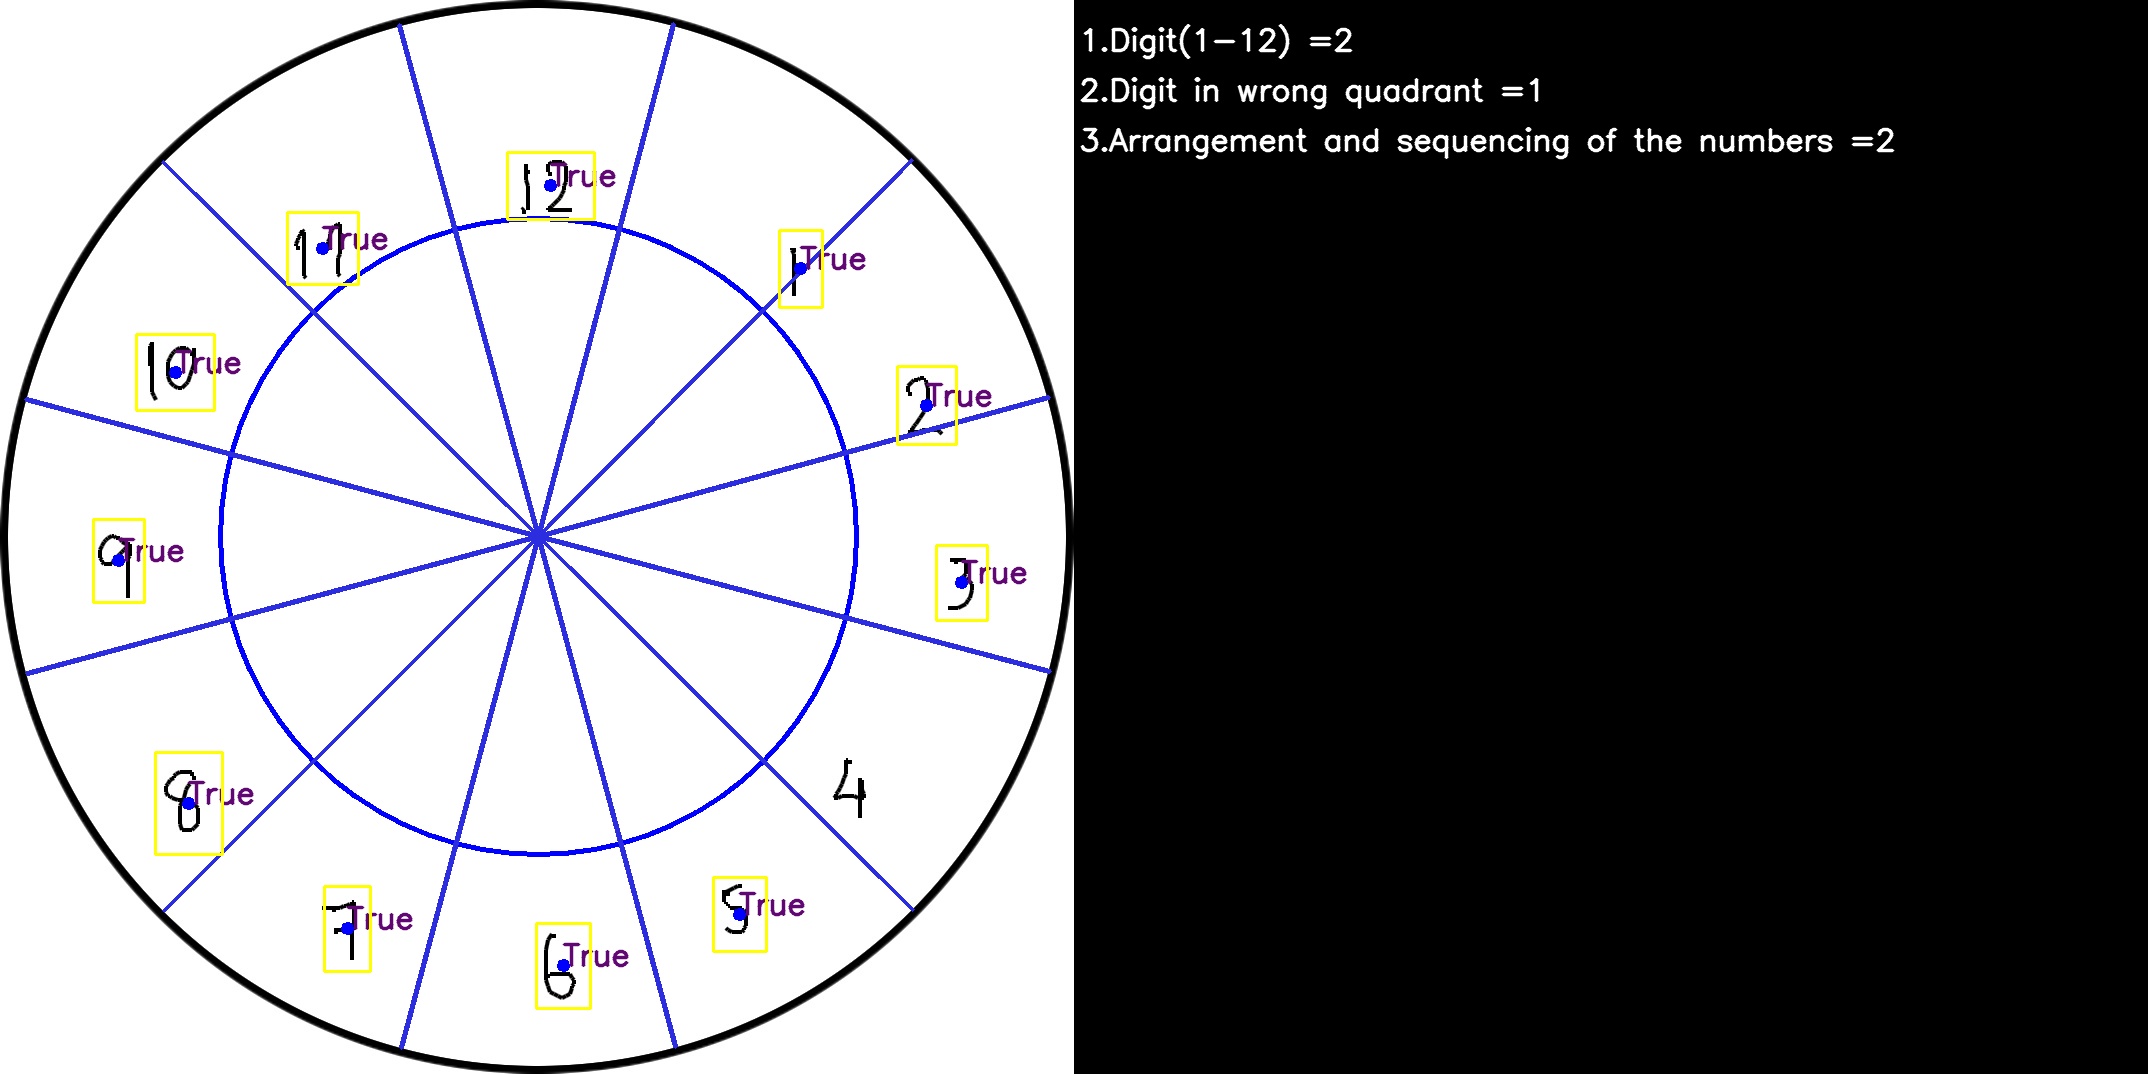 12 True
11 True
1 True
10 True
2 True
9 True
3 True
4
8 True
7 True
5 True
6 True
1.Digit(1-12) =2
2.Digit in wrong quadrant =1
3.Arrangement and sequencing of the numbers =2